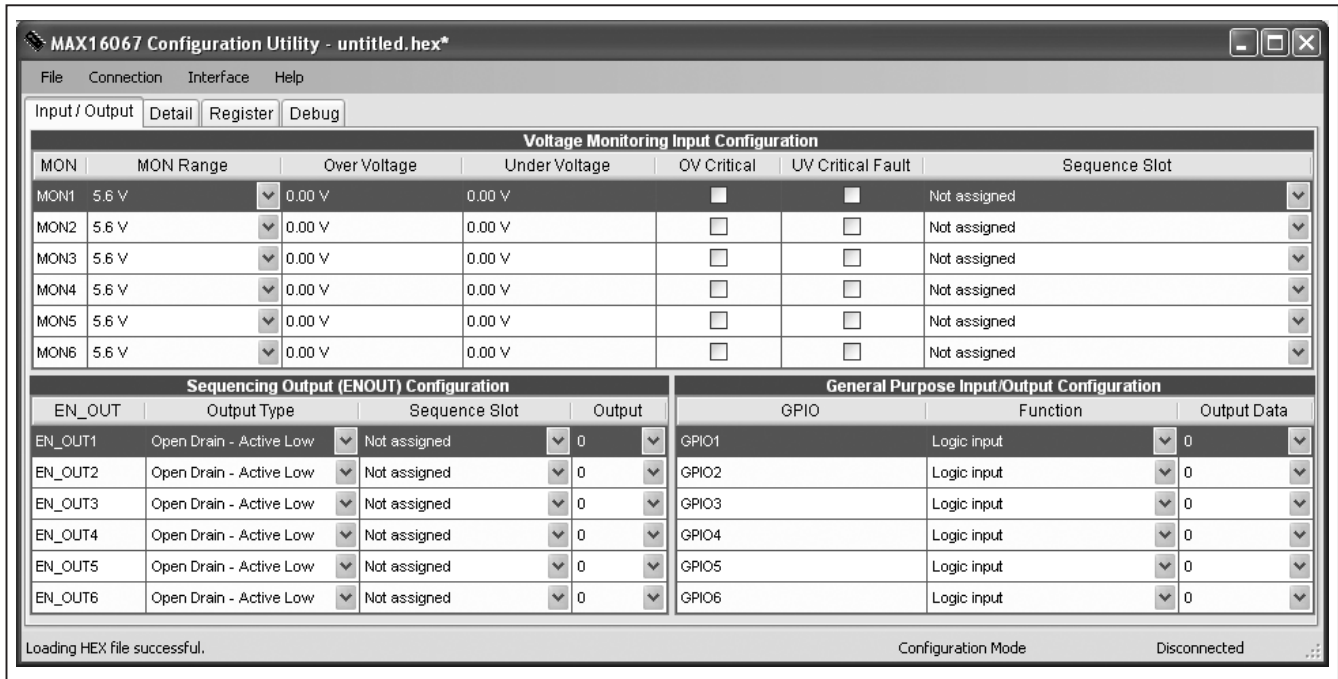 MAX16067 Configuration Utility - untitled.hex*
File Connection Interface Help
Input / Output Detail Register Debug
Voltage Monitoring Input Configuration
MON MON Range Over Voltage Under Voltage OV Critical UV Critical Fault Sequence Slot
MON1 5.6 V 0.00 V 0.00 V Not assigned
MON2 5.6 V 0.00 V 0.00 V Not assigned
MON3 5.6 V 0.00 V 0.00 V Not assigned
MON4 5.6 V 0.00 V 0.00 V Not assigned
MON5 5.6 V 0.00 V 0.00 V Not assigned
MON6 5.6 V 0.00 V 0.00 V Not assigned
Sequencing Output (ENOUT) Configuration General Purpose Input/Output Configuration
EN_OUT Output Type Sequence Slot Output GPIO Function Output Data
EN_OUT1 Open Drain - Active Low Not assigned 0 GPIO1 Logic input 0
EN_OUT2 Open Drain - Active Low Not assigned 0 GPIO2 Logic input 0
EN_OUT3 Open Drain - Active Low Not assigned 0 GPIO3 Logic input 0
EN_OUT4 Open Drain - Active Low Not assigned 0 GPIO4 Logic input 0
EN_OUT5 Open Drain - Active Low Not assigned 0 GPIO5 Logic input 0
EN_OUT6 Open Drain - Active Low Not assigned 0 GPIO6 Logic input 0
Loading HEX file successful. Configuration Mode Disconnected